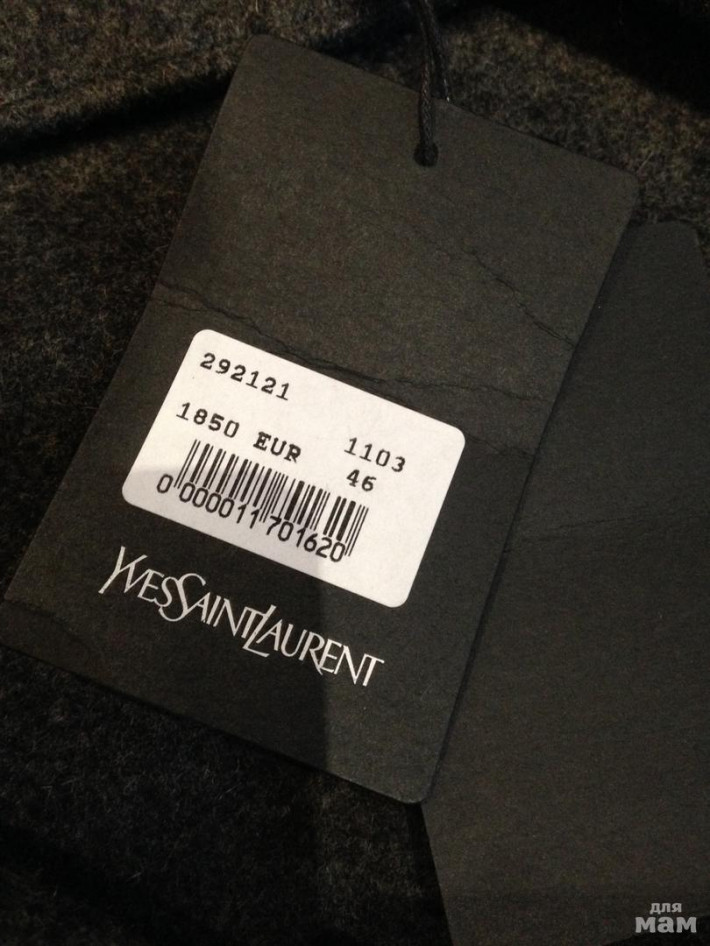 292121
1850 EUR 1103
46
0 000011 701620
YVESSAINTLAURENT
для
мам